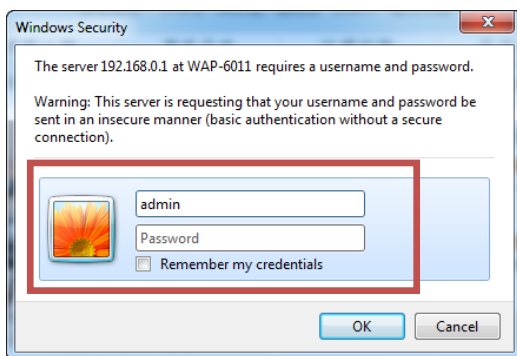 Windows Security
The server 192.168.0.1 at WAP-6011 requires a username and password.
Warning: This server is requesting that your username and password be
sent in an insecure manner (basic authentication without a secure
connection).
admin
Password
Remember my credentials
OK
Cancel